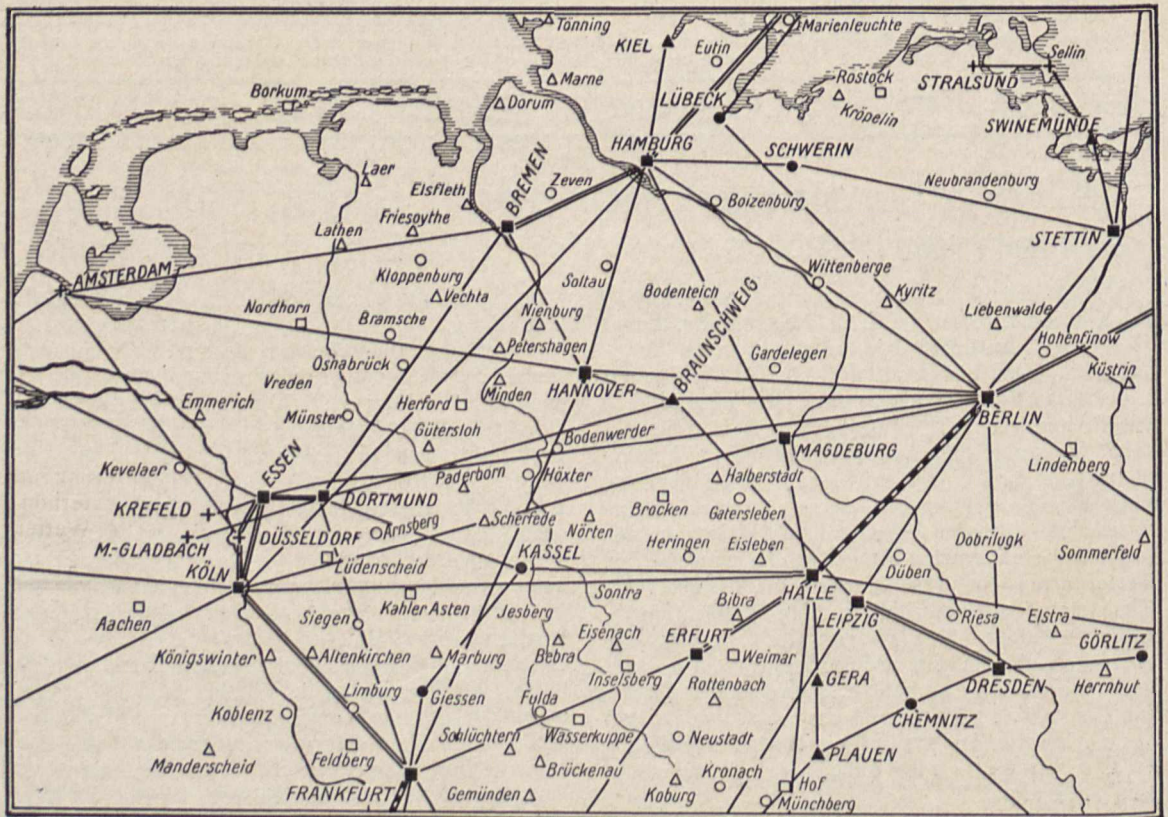 Tönning
KIEL
Eutin
Marienleuchte
Marne
Rostock
Sellin
STRALSUND
Borkum
Dorum
LÜBECK
Kröpelin
SWINEMÜNDE
HAMBURG
SCHWERIN
Laer
Elsfleth
BREMEN
Zeven
Neubrandenburg
Boizenburg
Friesoythe
Lathen
STETTIN
AMSTERDAM
Kloppenburg
Soltau
Wittenberge
Nordhorn
Vechta
Bodenteich
Kyritz
Bramsche
Nienburg
Liebenwalde
Petershagen
BRAUNSCHWEIG
Hohenfinow
Osnabrück
Gardelegen
Küstrin
Vreden
Minden
HANNOVER
Emmerich
Herford
BERLIN
Münster
Gütersloh
Bodenwerder
MAGDEBURG
Kevelaer
ESSEN
Paderborn
Höxter
Halberstadt
Lindenberg
KREFELD
DORTMUND
Brocken
Gatersleben
DÜSSELDORF
Arnsberg
Scherfede
Nörten
M.-GLADBACH
Heringen
Eisleben
Dobrilugk
Sommerfeld
KÖLN
Lüdenscheid
KASSEL
Düben
Kahler Asten
Jesberg
Sontra
HALLE
Aachen
Siegen
Bibra
LEIPZIG
Riesa
Elstra
Eisenach
ERFURT
GÖRLITZ
Königswinter
Altenkirchen
Marburg
Bebra
Inselsberg
Weimar
GERA
DRESDEN
Herrnhut
Limburg
Giessen
Fulda
Rottenbach
Koblenz
CHEMNITZ
Schlüchtern
Wasserkuppe
Neustadt
PLAUEN
Manderscheid
Feldberg
Brückenau
Kronach
Hof
FRANKFURT
Gemünden
Koburg
Münchberg